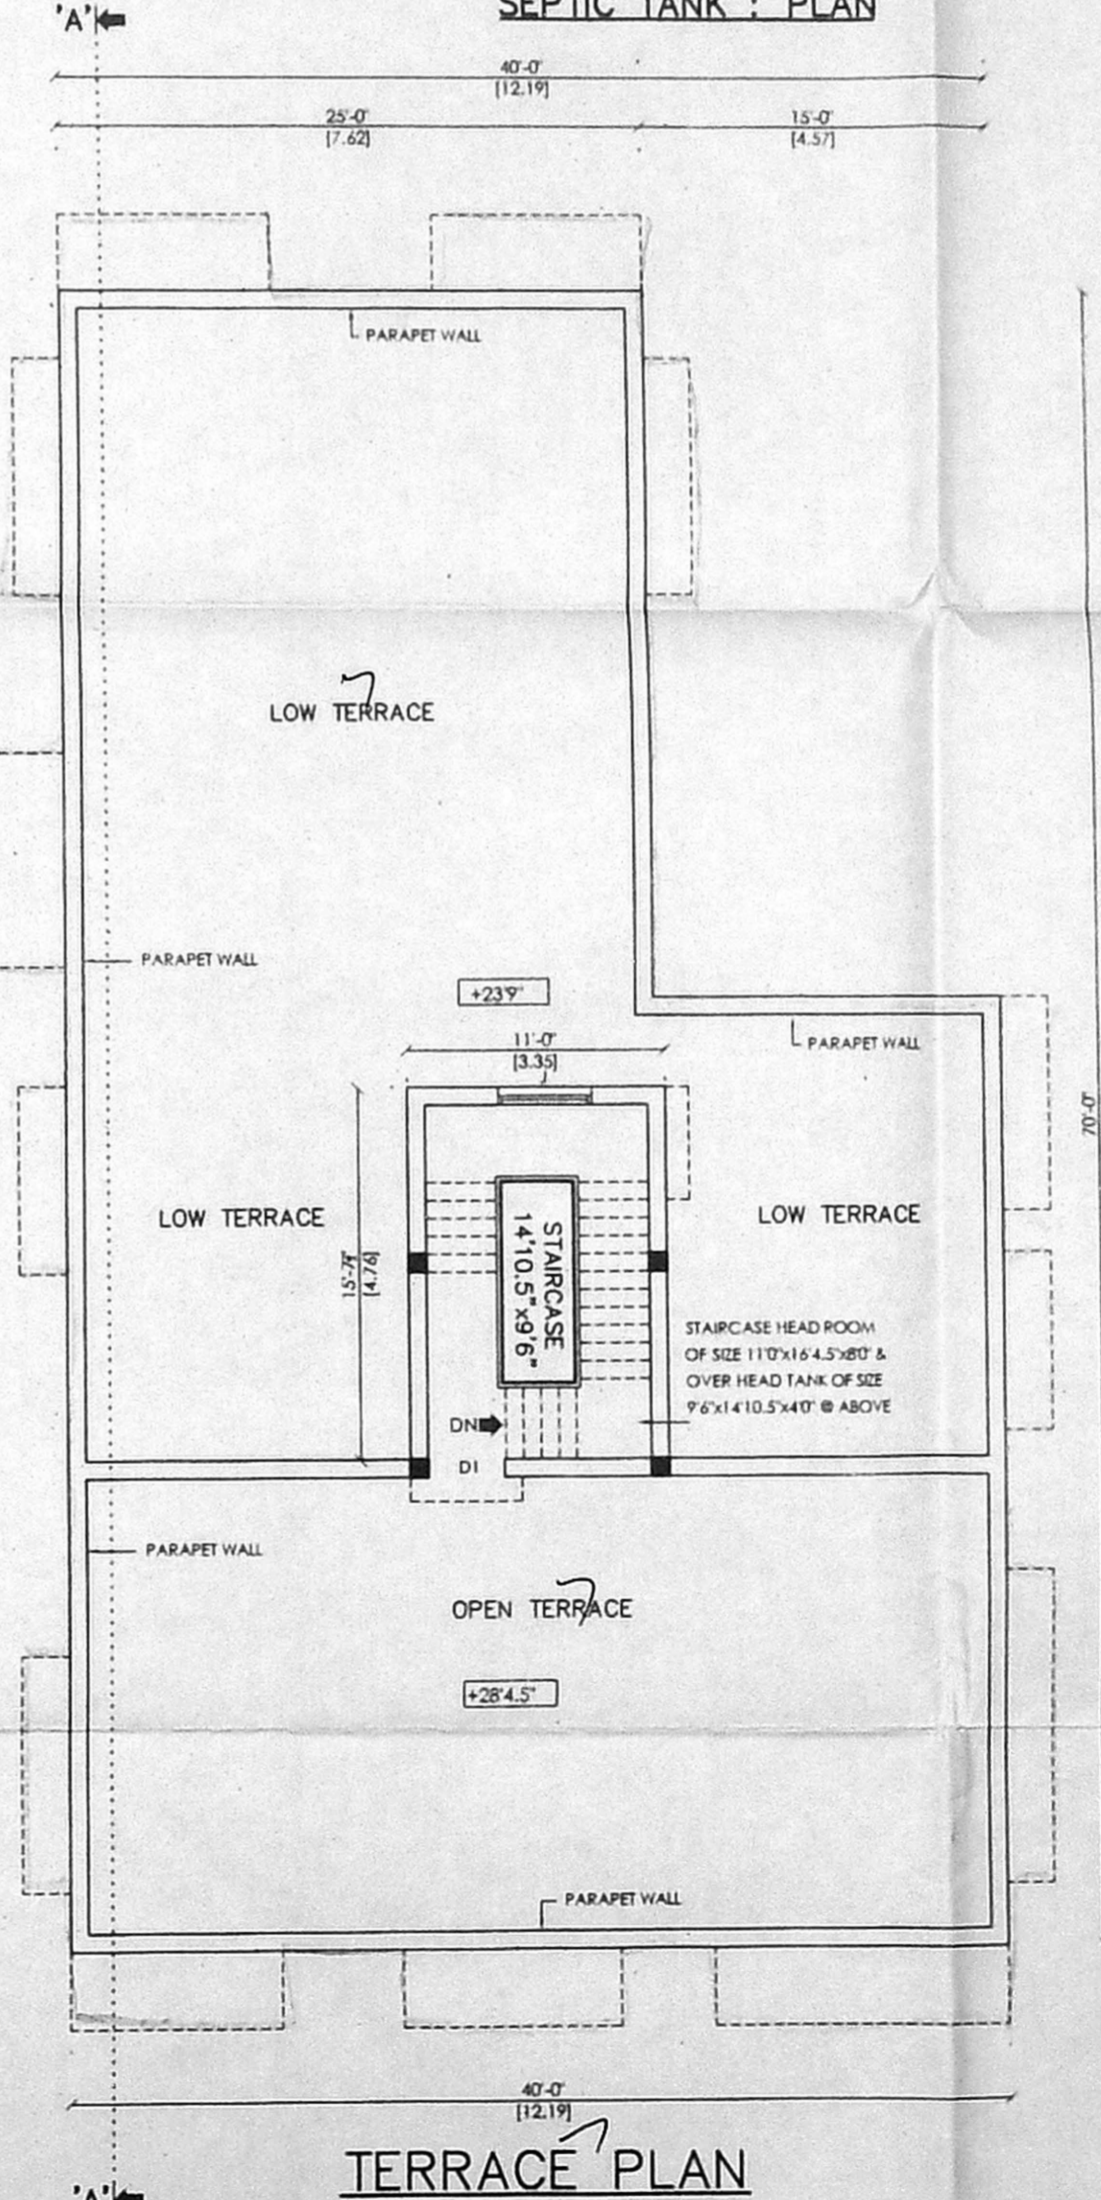 SEPTIC TANK : PLAN
'A'
40'-0"
[12.19]
25'-0"
[7.62]
15'-0"
[4.57]
PARAPET WALL
LOW TERRACE
PARAPET WALL
+23'9"
11'-0"
[3.35]
PARAPET WALL
70'-0"
LOW TERRACE
LOW TERRACE
[4.76]
STAIRCASE
14'10.5"x9'6"
STAIRCASE HEAD ROOM
OF SIZE 11'0"x16'4.5"x8'0" &
OVER HEAD TANK OF SIZE
9'6"x14'10.5"x4'0" @ ABOVE
DN
D1
PARAPET WALL
OPEN TERRACE
+28'4.5"
PARAPET WALL
40'-0"
[12.19]
TERRACE PLAN
'A'